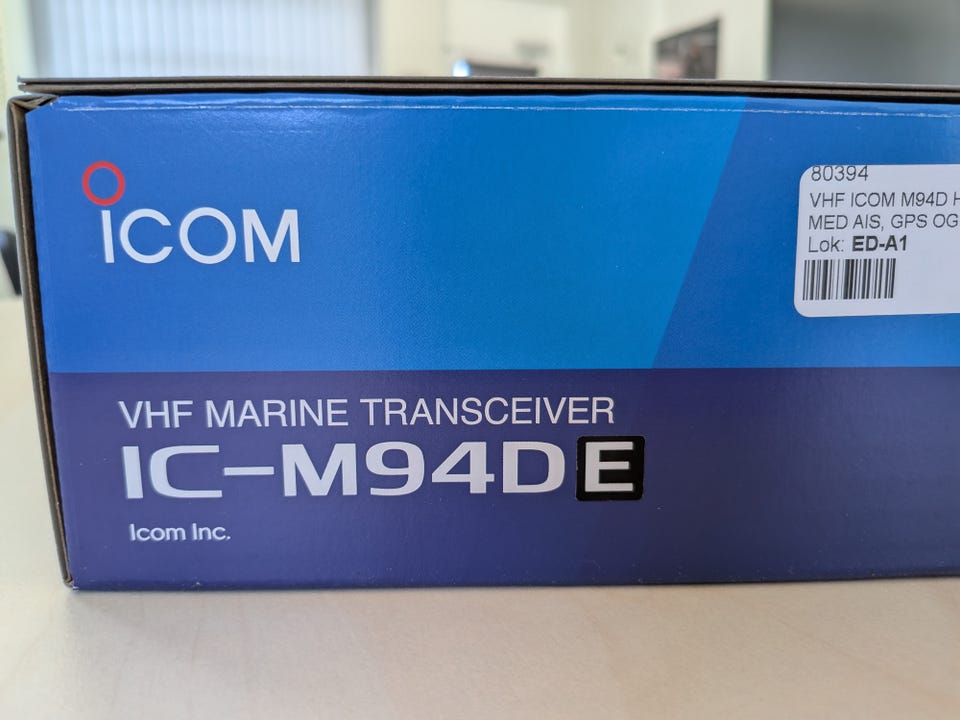 ICOM
VHF MARINE TRANSCEIVER
IC-M94DE
Icom Inc.
80394
VHF ICOM M94D
MED AIS, GPS OG
Lok: ED-A1